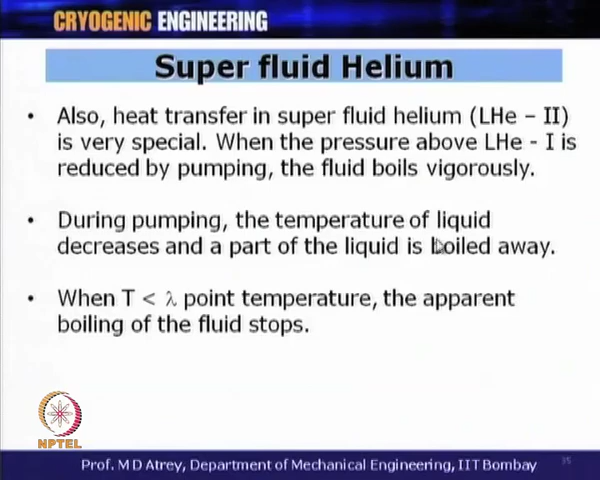 CRYOGENIC ENGINEERING
Super fluid Helium
• Also, heat transfer in super fluid helium (LHe – II)
is very special. When the pressure above LHe - I is
reduced by pumping, the fluid boils vigorously.
• During pumping, the temperature of liquid
decreases and a part of the liquid is boiled away.
• When T < λ point temperature, the apparent
boiling of the fluid stops.
NPTEL
Prof. M D Atrey, Department of Mechanical Engineering, IIT Bombay
35